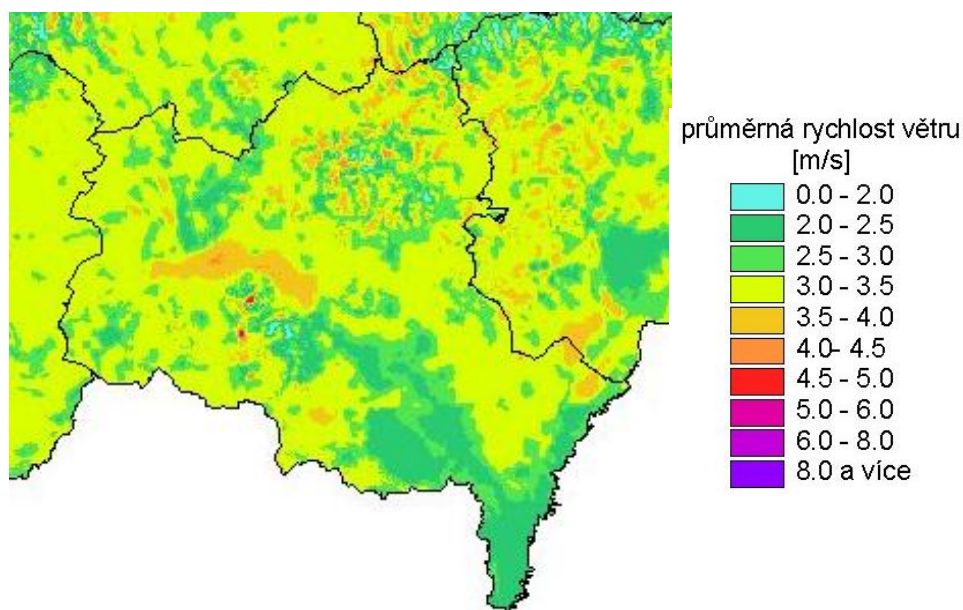 průměrná rychlost větru
[m/s]
0.0 - 2.0
2.0 - 2.5
2.5 - 3.0
3.0 - 3.5
3.5 - 4.0
4.0- 4.5
4.5 - 5.0
5.0 - 6.0
6.0 - 8.0
8.0 a více